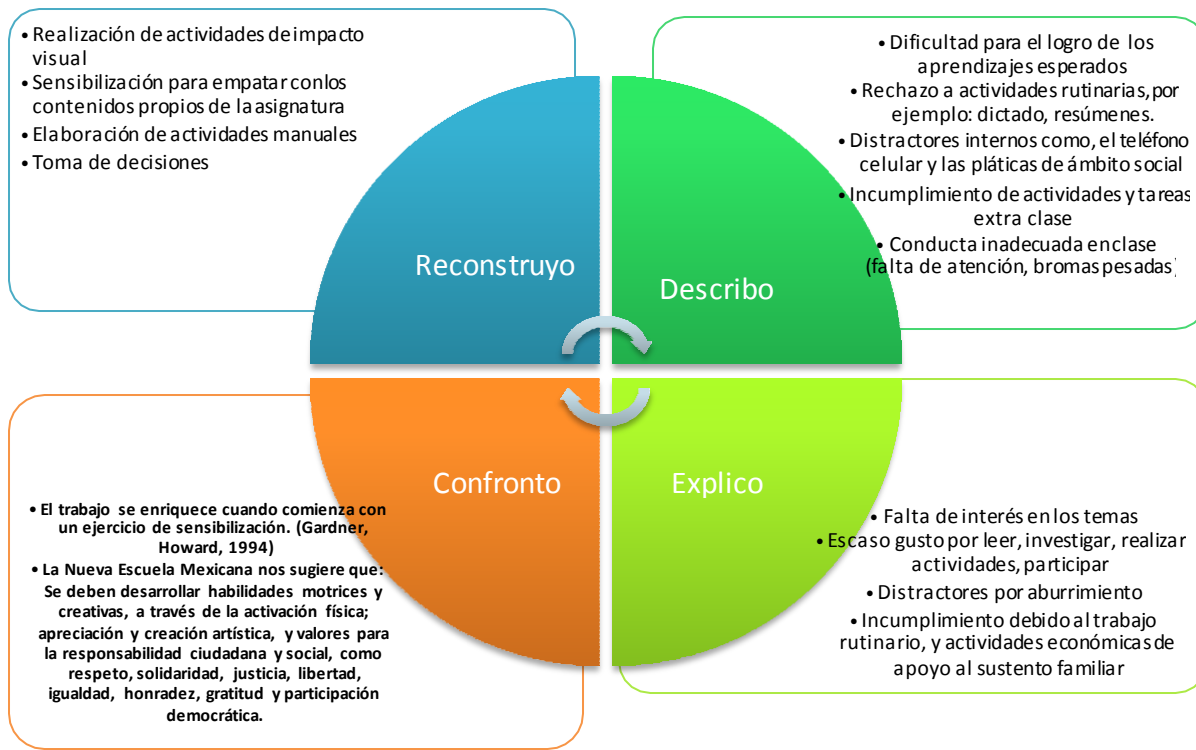 • Realización de actividades de impacto
visual
• Sensibilización para empatar con los
contenidos propios de la asignatura
• Elaboración de actividades manuales
• Toma de decisiones
• Dificultad para el logro de los
aprendizajes esperados
• Rechazo a actividades rutinarias, por
ejemplo: dictado, resúmenes.
• Distractores internos como, el teléfono
celular y las pláticas de ámbito social
• Incumplimiento de actividades y tareas
extra clase
• Conducta inadecuada en clase
(falta de atención, bromas pesadas)
Reconstruyo
Describo
Confronto
Explico
• El trabajo se enriquece cuando comienza con
un ejercicio de sensibilización. (Gardner,
Howard, 1994)
• La Nueva Escuela Mexicana nos sugiere que:
Se deben desarrollar habilidades motrices y
creativas, a través de la activación física;
apreciación y creación artística, y valores para
la responsabilidad ciudadana y social, como
respeto, solidaridad, justicia, libertad,
igualdad, honradez, gratitud y participación
democrática.
• Falta de interés en los temas
• Escaso gusto por leer, investigar, realizar
actividades, participar
• Distractores por aburrimiento
• Incumplimiento debido al trabajo
rutinario, y actividades económicas de
apoyo al sustento familiar